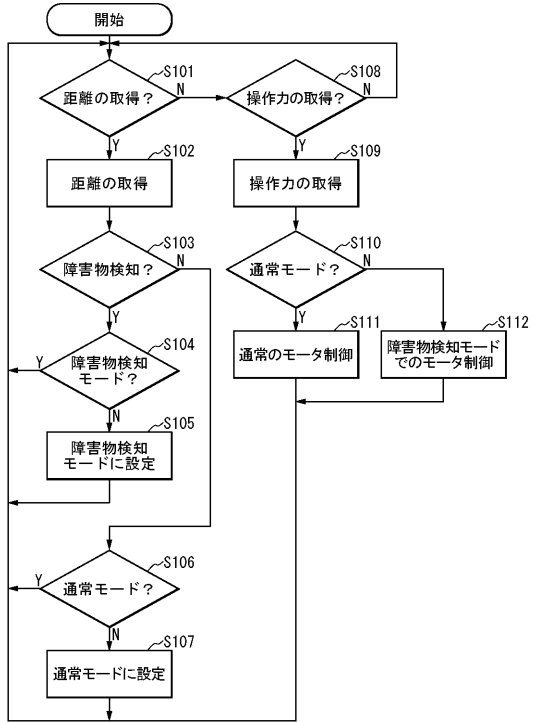 開始
S101
距離の取得？
N
Y
S108
操作力の取得？
N
Y
S102
距離の取得
S109
操作力の取得
S103
障害物検知？
N
Y
S110
通常モード？
N
Y
S104
障害物検知
モード？
Y
N
S111
通常のモータ制御
S112
障害物検知モード
でのモータ制御
S105
障害物検知
モードに設定
S106
通常モード？
Y
N
S107
通常モードに設定